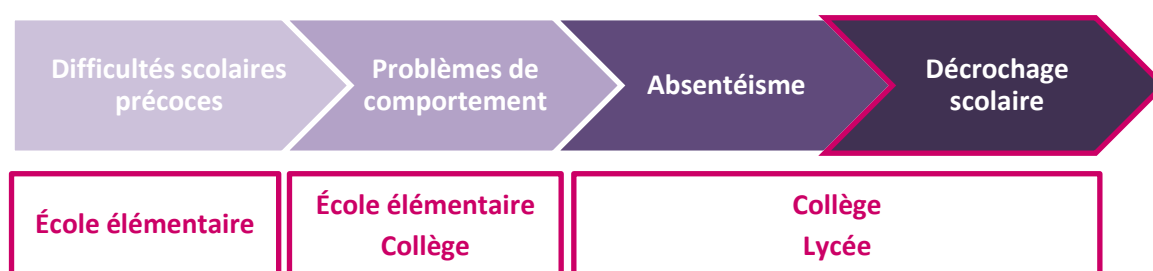 Difficultés scolaires
précoces
Problèmes de
comportement
Absentéisme
Décrochage
scolaire
École élémentaire
École élémentaire
Collège
Collège
Lycée